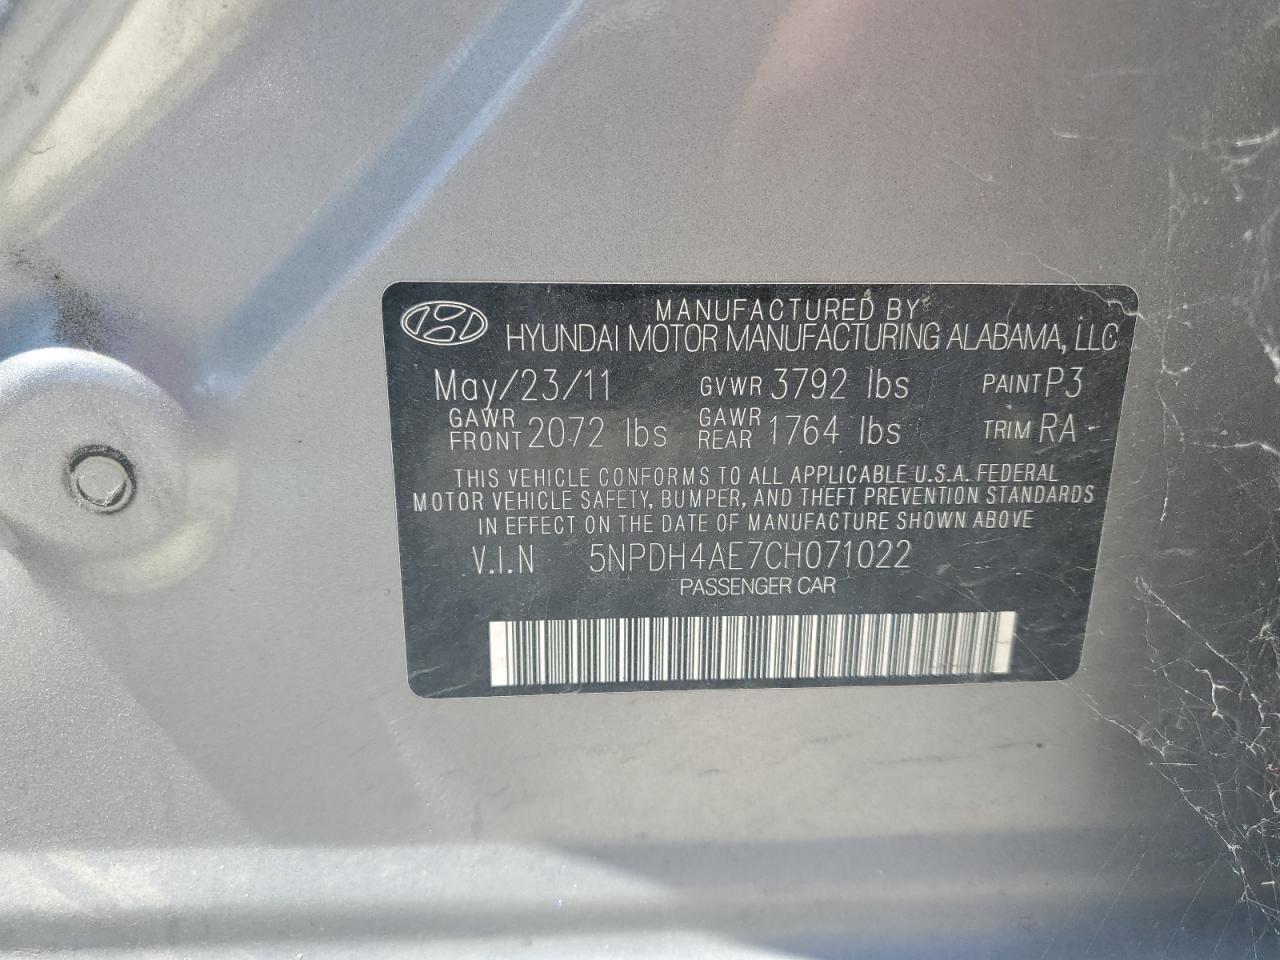 MANUFACTURED BY
HYUNDAI MOTOR MANUFACTURING ALABAMA, LLC
May/23/11 GVWR 3792 lbs PAINT P3
GAWR FRONT 2072 lbs GAWR REAR 1764 lbs TRIM RA
THIS VEHICLE CONFORMS TO ALL APPLICABLE U.S.A. FEDERAL
MOTOR VEHICLE SAFETY, BUMPER, AND THEFT PREVENTION STANDARDS
IN EFFECT ON THE DATE OF MANUFACTURE SHOWN ABOVE
V.I.N 5NPDH4AE7CH071022
PASSENGER CAR